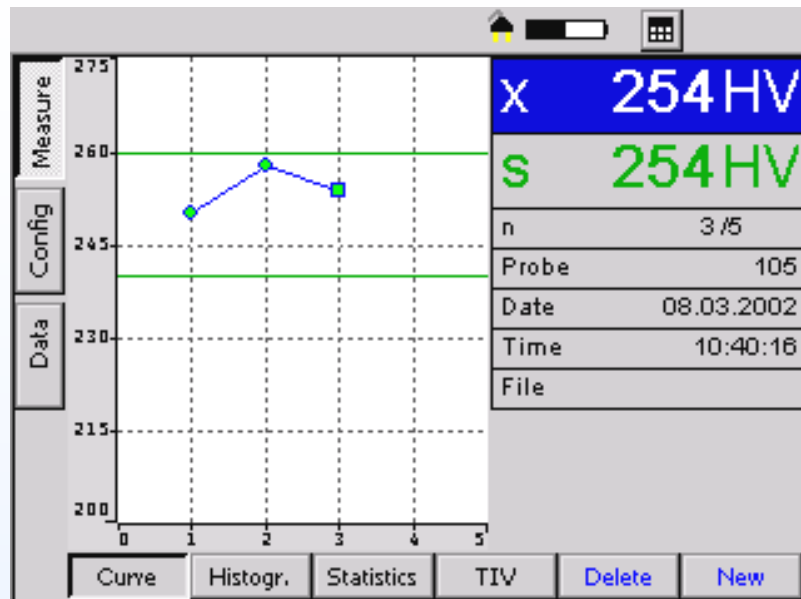 Measure
Config
Data
275
260
245
230
215
200
0 1 2 3 4 5
X 254 HV
S 254 HV
n 3 /5
Probe 105
Date 08.03.2002
Time 10:40:16
File
Curve Histogr. Statistics TIV Delete New